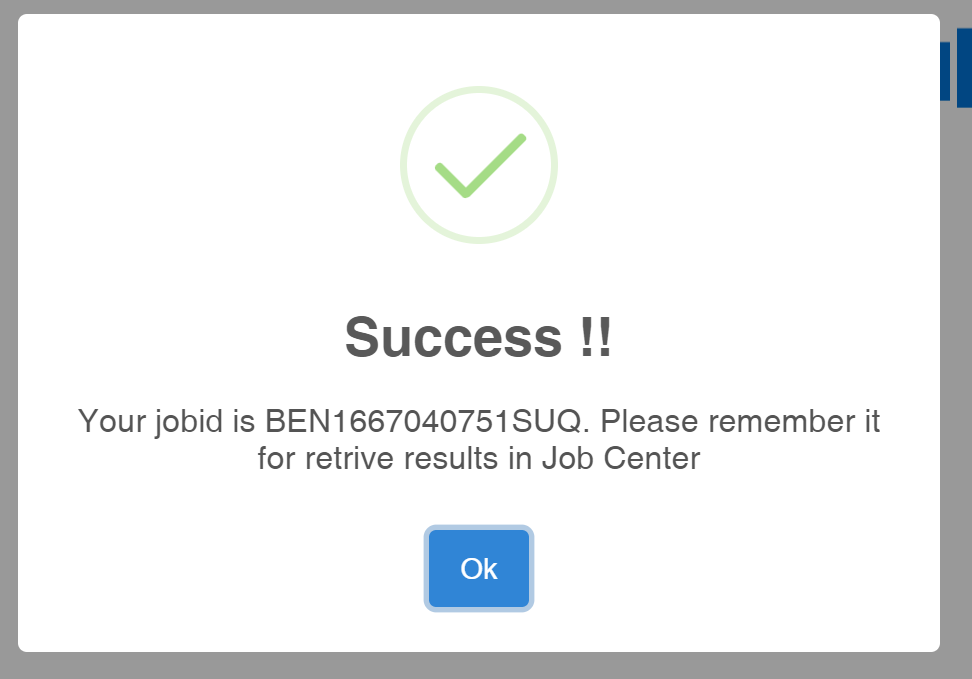 Success !!
Your jobid is BEN1667040751SUQ. Please remember it
for retrive results in Job Center
Ok